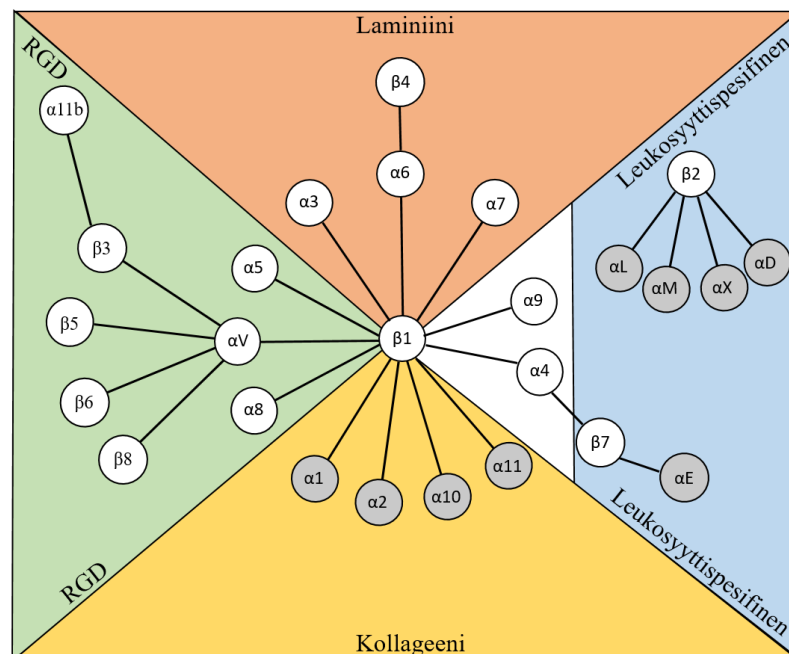 Laminiini
RGD
Leukosyyttispesifinen
β4
α11b
α6
β2
α3
α7
β3
α5
αL
αM
αX
αD
α9
β5
αV
β1
α4
β6
α8
β7
β8
α1
α2
α10
α11
αE
RGD
Leukosyyttispesifinen
Kollageeni